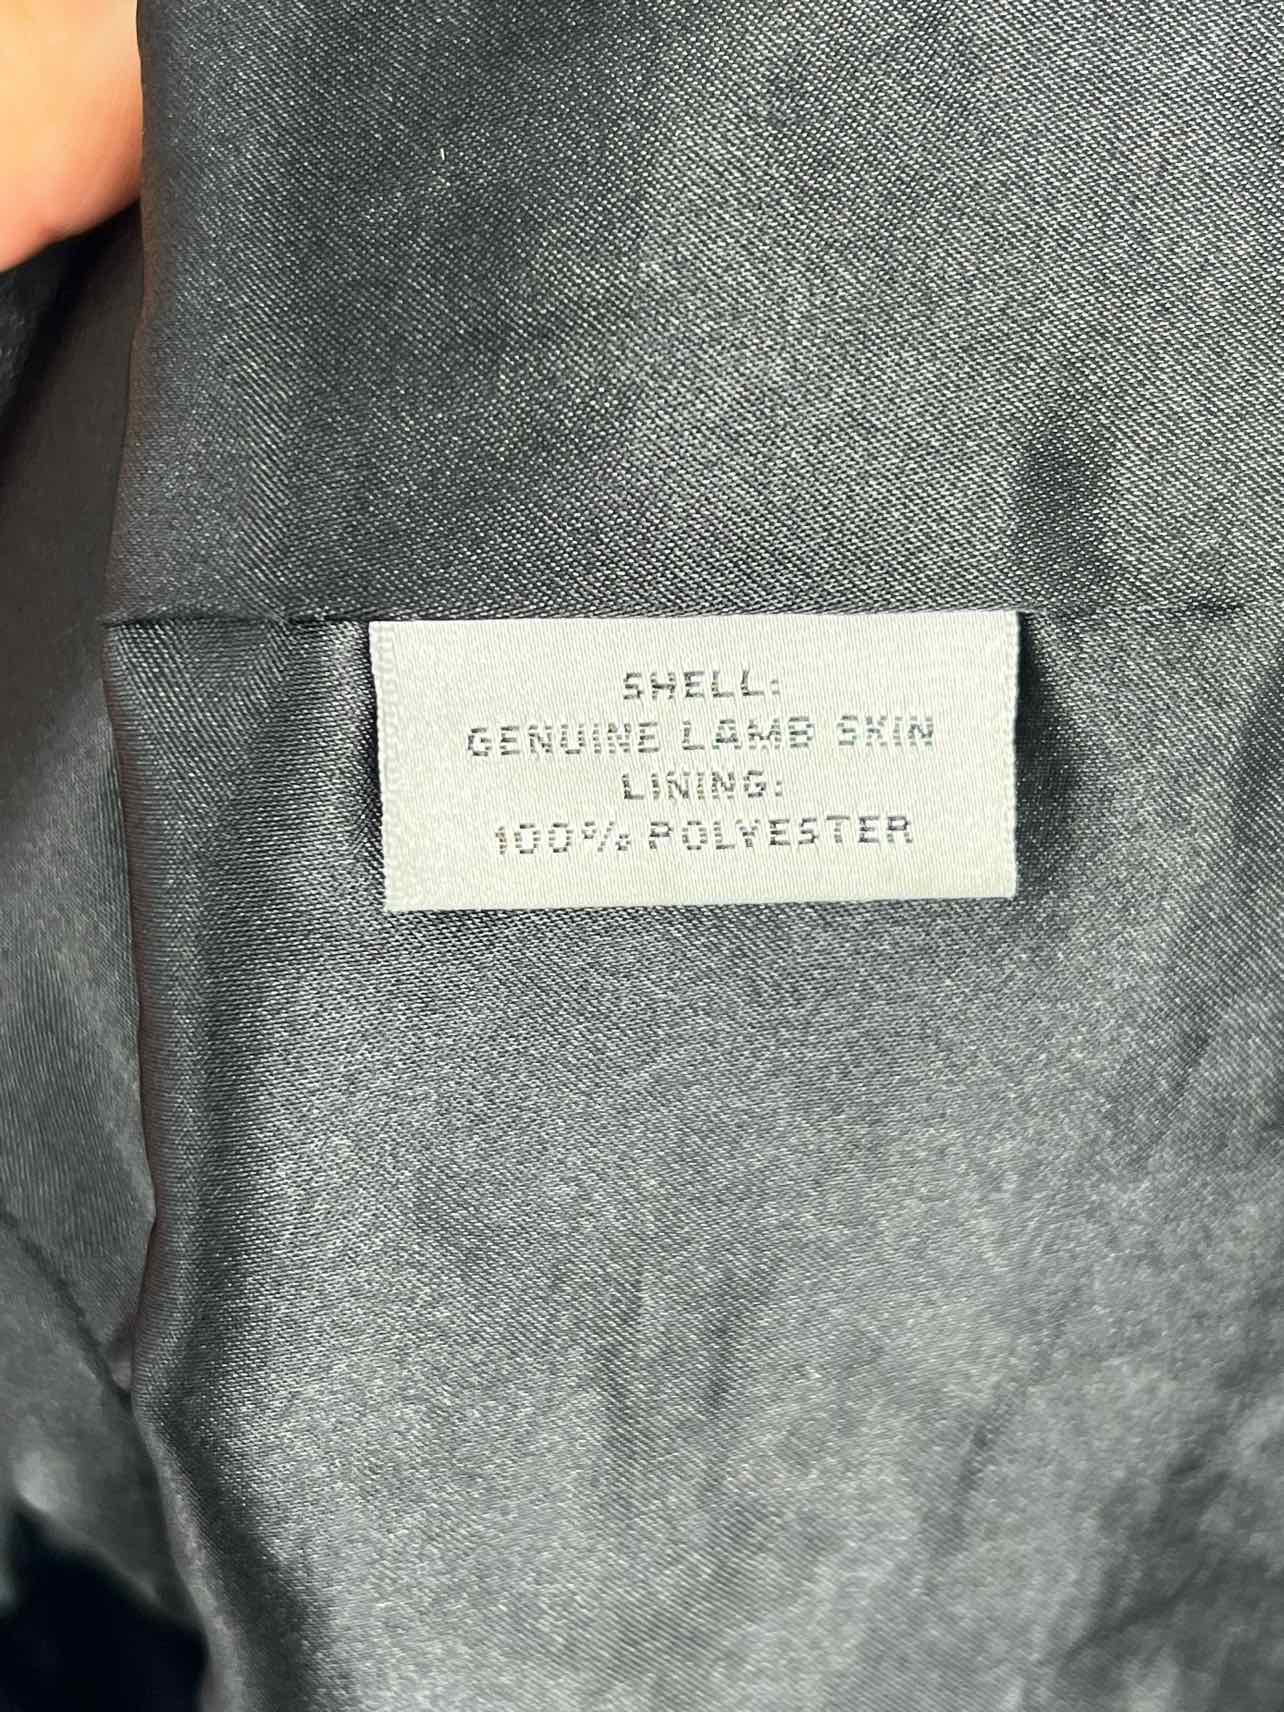 SHELL:
GENUINE LAMB SKIN
LINING:
100% POLYESTER